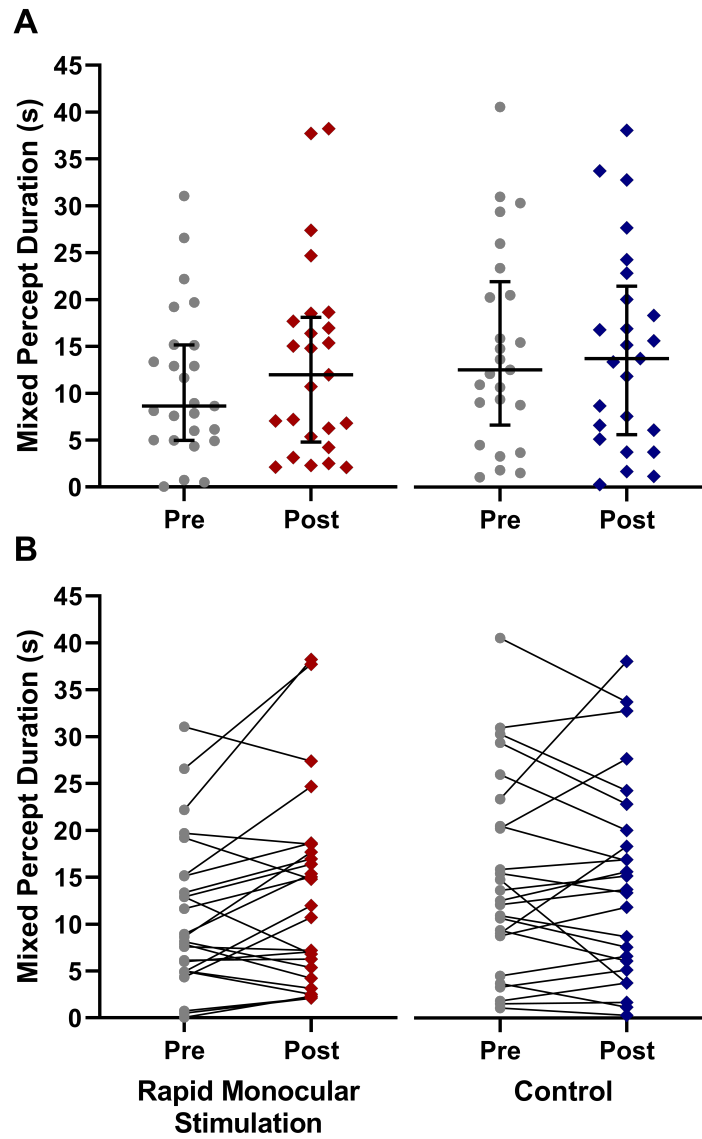 A
Mixed Percept Duration (s)
45
40
35
30
25
20
15
10
5
0
Pre
Post
Pre
Post
B
Mixed Percept Duration (s)
45
40
35
30
25
20
15
10
5
0
Pre
Post
Pre
Post
Rapid Monocular
Stimulation
Control